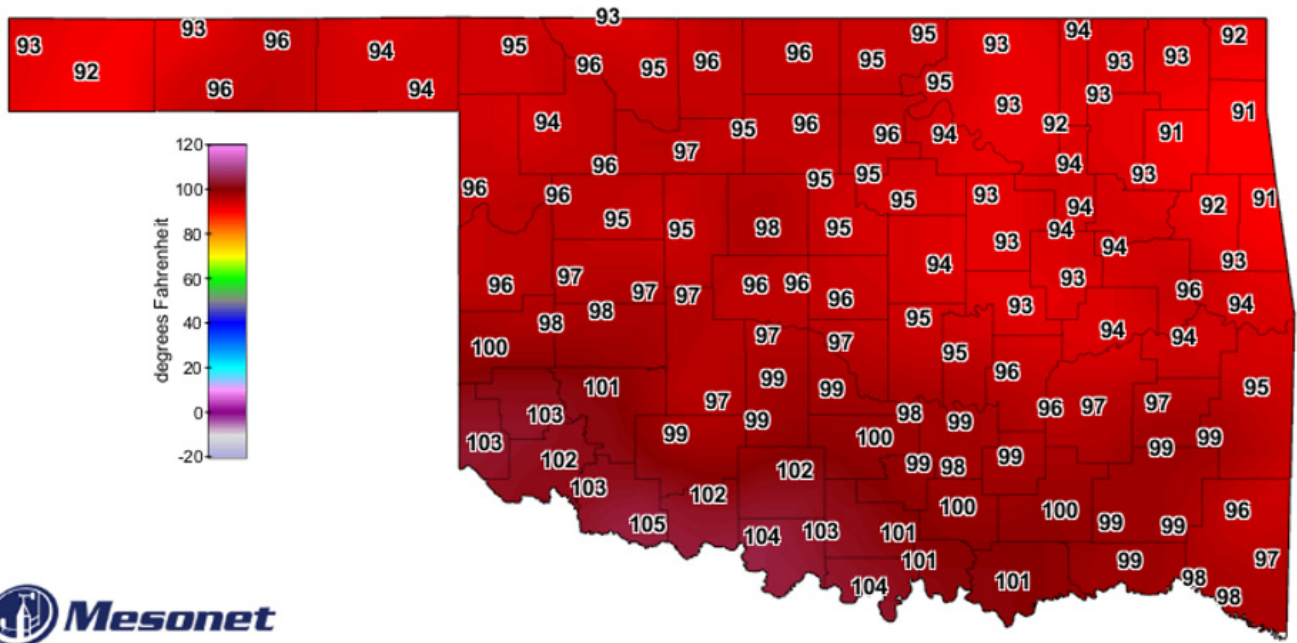 93
93 93 96 94 95 96 95 96 96 95 95 93 94 93 93 92
92 96 94 95 93 93 91
94 97 95 96 96 94 92 94 91
96 96 96 95 95 95 93 94 93 92 91
95 95 98 95 93 94 94 93
96 97 97 97 96 96 96 94 93 93 96 94
98 98 97 97 95 95 94 94
100 101 99 99 96 95
103 103 99 97 99 100 98 99 96 97 97 99
102 103 102 102 99 98 99 99
105 104 103 101 100 100 99 99 96
104 101 101 99 98 98 97
degrees Fahrenheit
120
100
80
60
40
20
0
-20
Mesonet